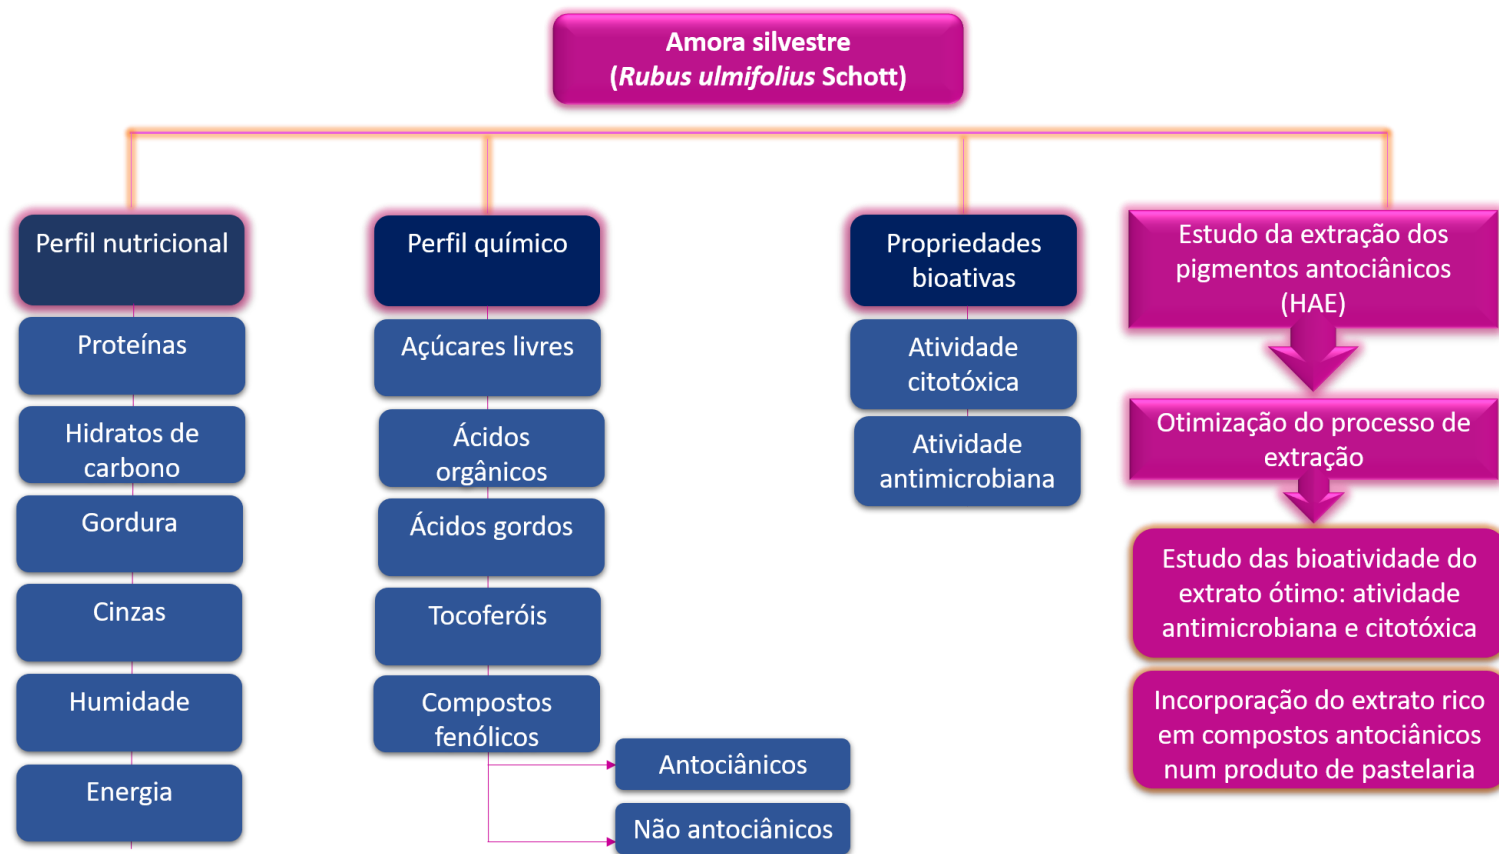 Amora silvestre
(Rubus ulmifolius Schott)
Perfil nutricional
Proteínas
Hidratos de
carbono
Gordura
Cinzas
Humidade
Energia
Perfil químico
Açúcares livres
Ácidos
orgânicos
Ácidos gordos
Tocoferóis
Compostos
fenólicos
Antociânicos
Não antociânicos
Propriedades
bioativas
Atividade
citotóxica
Atividade
antimicrobiana
Estudo da extração dos
pigmentos antociânicos
(HAE)
Otimização do processo de
extração
Estudo das bioatividade do
extrato ótimo: atividade
antimicrobiana e citotóxica
Incorporação do extrato rico
em compostos antociânicos
num produto de pastelaria